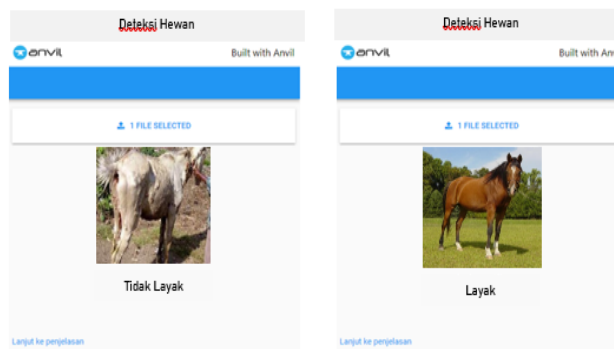 Deteksi Hewan
anvil
Built with Anvil
1 FILE SELECTED
Tidak Layak
Lanjut ke penjelasan
Deteksi Hewan
anvil
Built with Anv
1 FILE SELECTED
Layak
Lanjut ke penjelasan